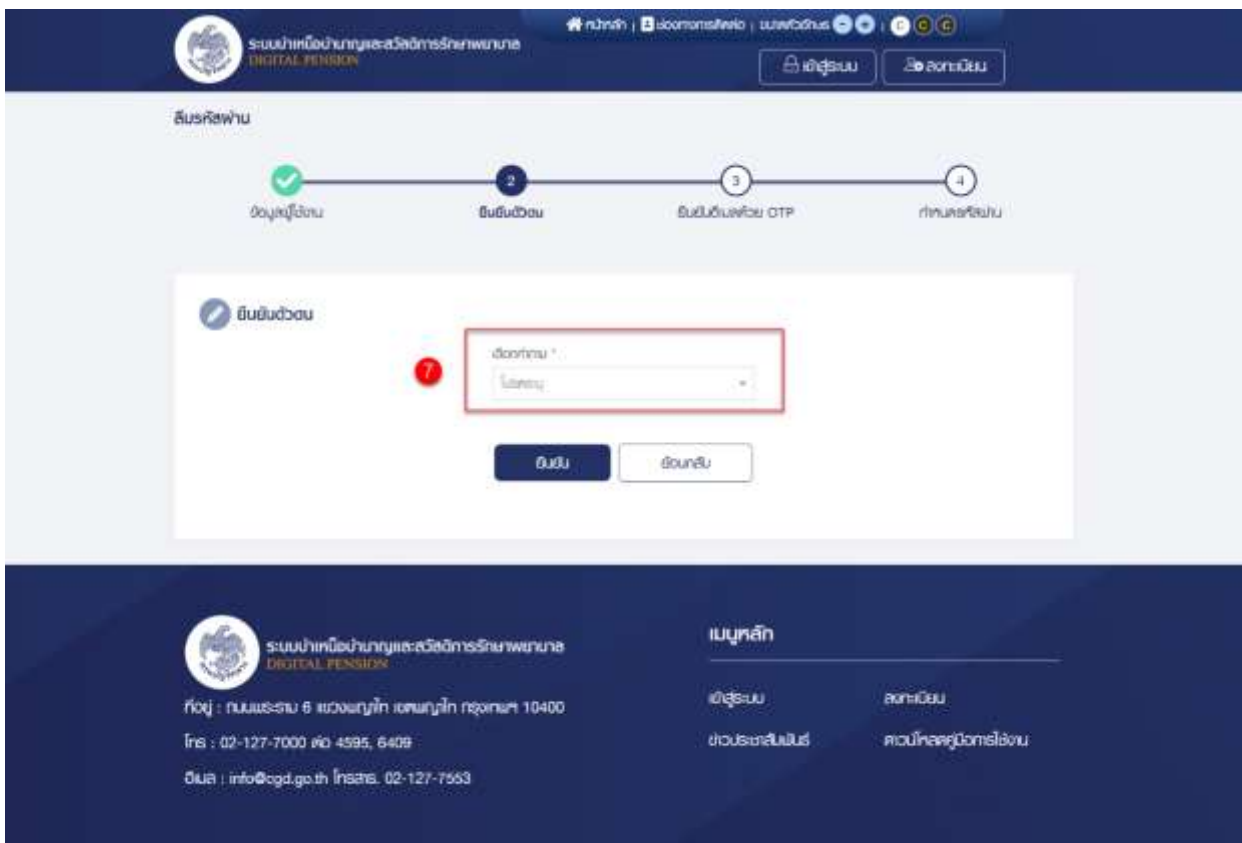 หน้าหลัก | ช่องทางการติดต่อ | ขนาดตัวอักษร - + | C C C
ระบบบำเหน็จบำนาญและสวัสดิการรักษาพยาบาล
DIGITAL PENSION
เข้าสู่ระบบ ลงทะเบียน
ลืมรหัสผ่าน
2 3 4
ข้อมูลผู้ใช้งาน ยืนยันตัวตน ยืนยันอีเมลด้วย OTP กำหนดรหัสผ่าน
ยืนยันตัวตน
เลือกคำถาม *
7
โปรดระบุ
ยืนยัน ย้อนกลับ
ระบบบำเหน็จบำนาญและสวัสดิการรักษาพยาบาล
DIGITAL PENSION
ที่อยู่ : ถนนพระราม 6 แขวงพญาไท เขตพญาไท กรุงเทพฯ 10400
โทร : 02-127-7000 ต่อ 4595, 6409
อีเมล : info@cgd.go.th โทรสาร. 02-127-7553
เมนูหลัก
เข้าสู่ระบบ ลงทะเบียน
ข่าวประชาสัมพันธ์ ดาวน์โหลดคู่มือการใช้งาน